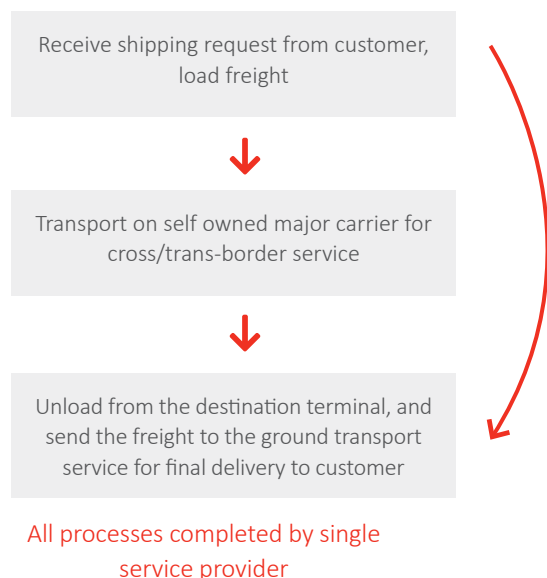 Receive shipping request from customer,
load freight
Transport on self owned major carrier for
cross/trans-border service
Unload from the destination terminal, and
send the freight to the ground transport
service for final delivery to customer
All processes completed by single
service provider